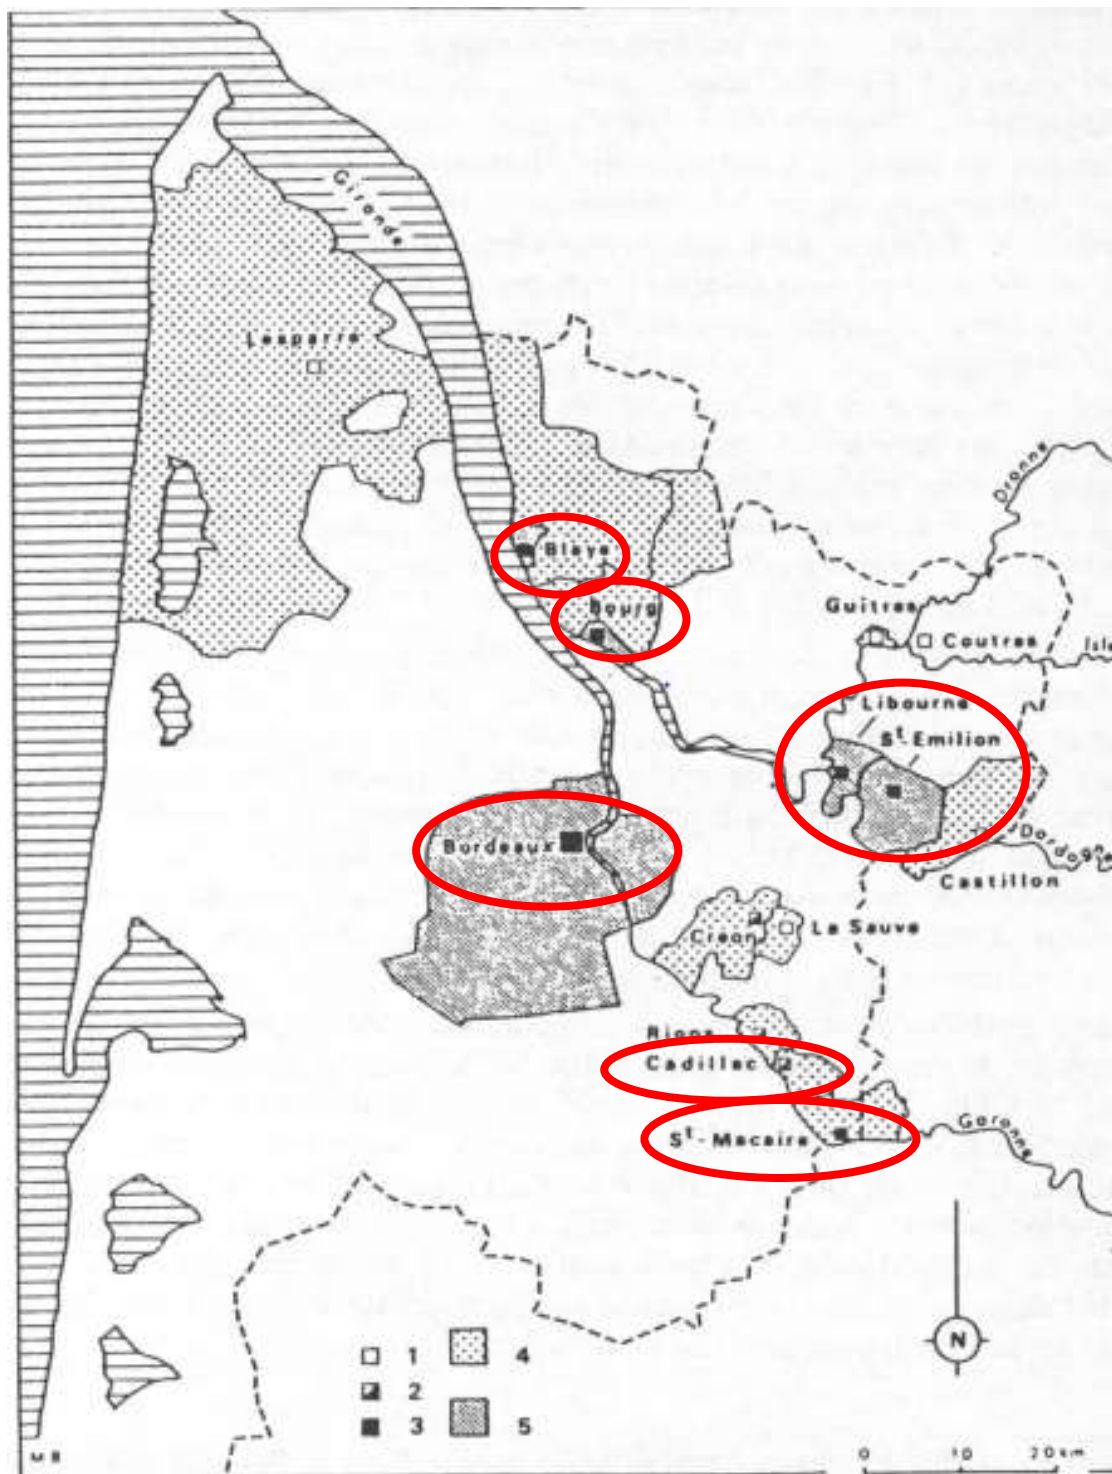 Gironde
Lesparre
Blaye
Bourg
Dronne
Guitres
Coutras
Isle
Libourne
St-Emilion
Bordeaux
Dordogne
Castillon
Créon
La Sauve
Rions
Cadillac
St-Macaire
Garonne
N
1
2
3
4
5
MB
0 10 20 km